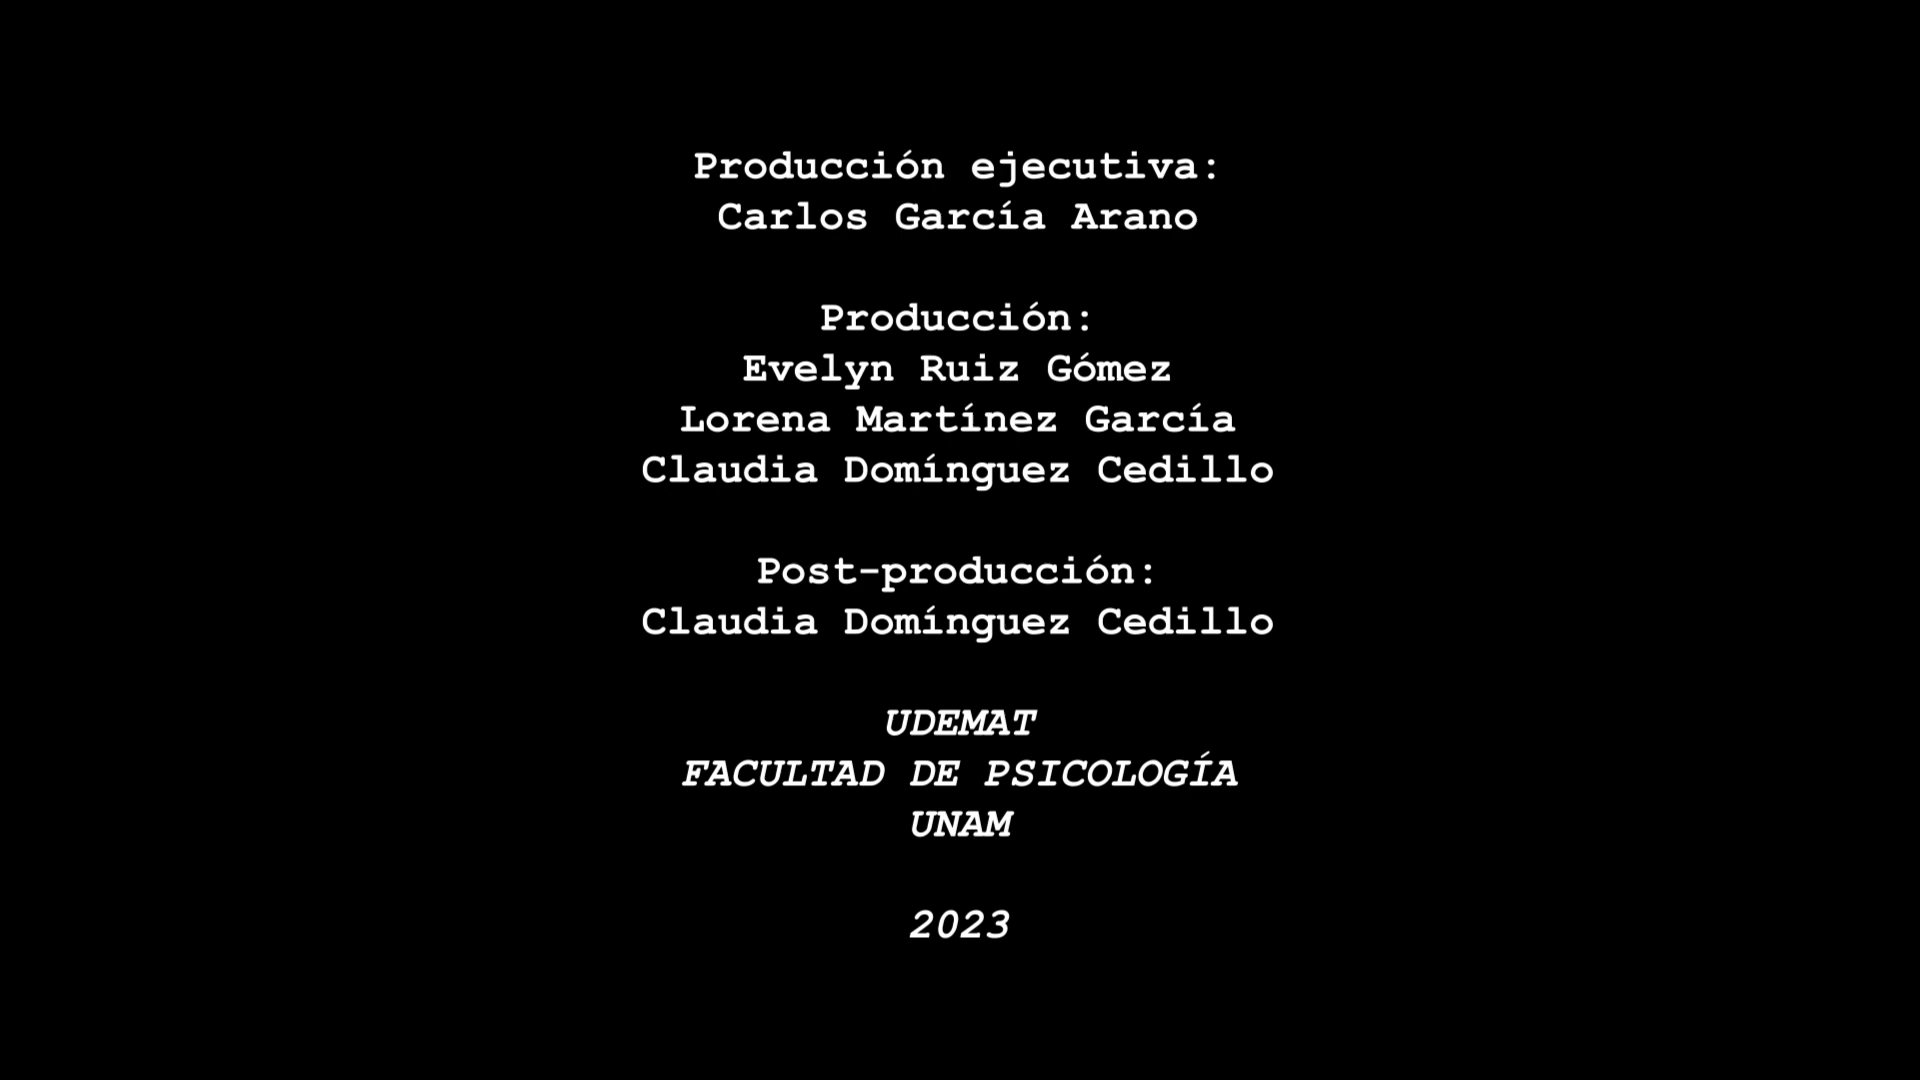 Producción ejecutiva:
Carlos García Arano
Producción:
Evelyn Ruiz Gómez
Lorena Martínez García
Claudia Domínguez Cedillo
Post-producción:
Claudia Domínguez Cedillo
UDEMAT
FACULTAD DE PSICOLOGÍA
UNAM
2023